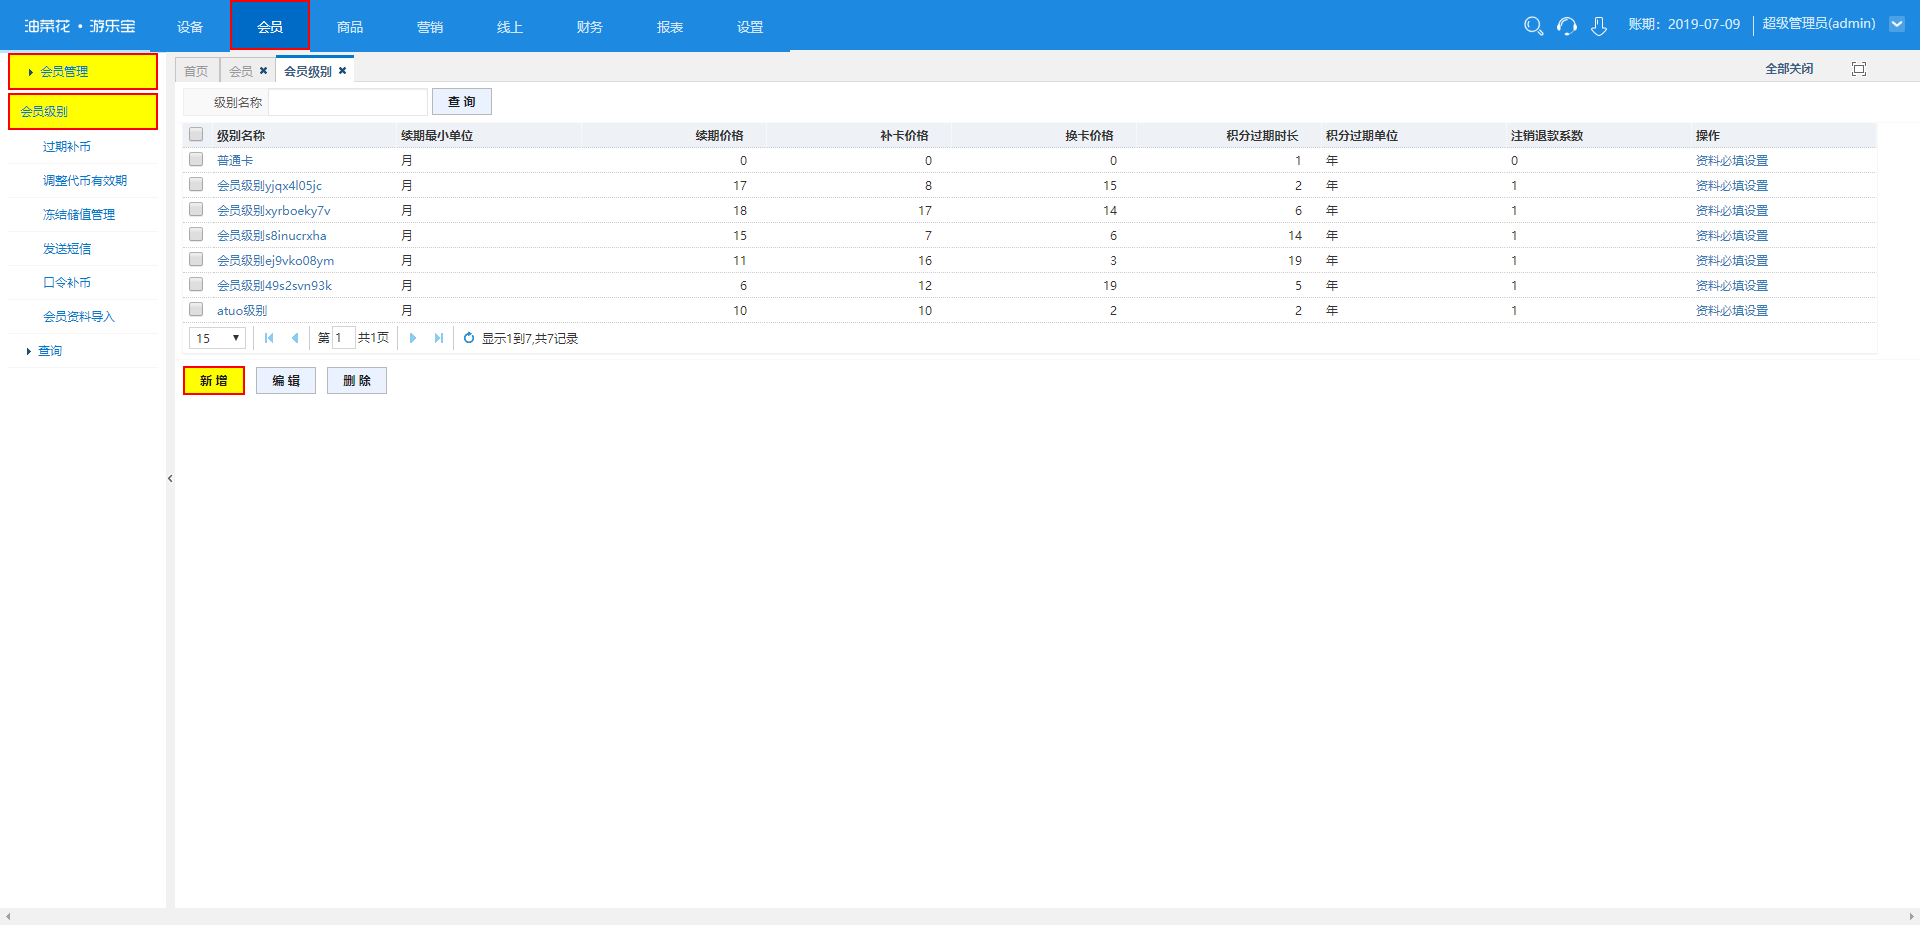 油菜花·游乐宝 设备 会员 商品 营销 线上 财务 报表 设置 账期：2019-07-09 超级管理员(admin)
会员管理
会员级别
过期补币
调整代币有效期
冻结储值管理
发送短信
口令补币
会员资料导入
查询
首页 会员 会员级别 全部关闭
级别名称 查 询
级别名称 续期最小单位 续期价格 补卡价格 换卡价格 积分过期时长 积分过期单位 注销退款系数 操作
普通卡 月 0 0 0 1 年 0 资料必填设置
会员级别yjqx4l05jc 月 17 8 15 2 年 1 资料必填设置
会员级别xyrboeky7v 月 18 17 14 6 年 1 资料必填设置
会员级别s8inucrxha 月 15 7 6 14 年 1 资料必填设置
会员级别ej9vko08ym 月 11 16 3 19 年 1 资料必填设置
会员级别49s2svn93k 月 6 12 19 5 年 1 资料必填设置
atuo级别 月 10 10 2 2 年 1 资料必填设置
15 第 1 共1页 显示1到7,共7记录
新 增 编 辑 删 除